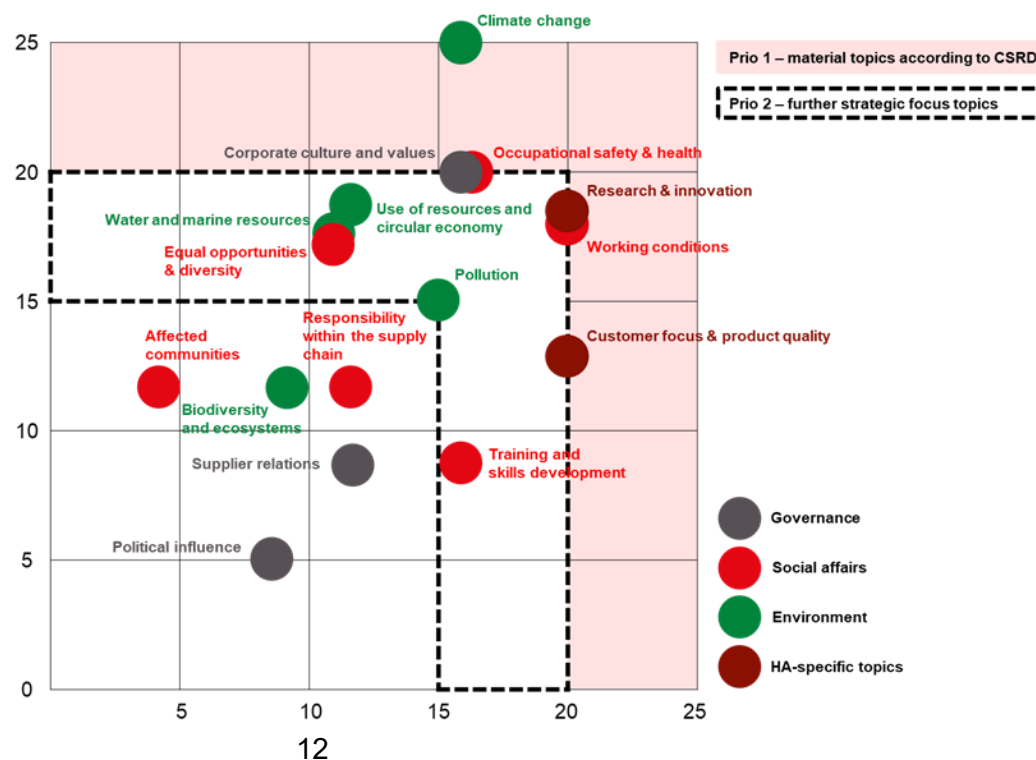 Climate change
25
Prio 1 – material topics according to CSRD
Prio 2 – further strategic focus topics
Corporate culture and values
Occupational safety & health
20
Research & innovation
Water and marine resources
Use of resources and
circular economy
Equal opportunities
& diversity
Working conditions
Pollution
15
Affected
communities
Responsibility
within the supply
chain
Customer focus & product quality
Biodiversity
and ecosystems
10
Supplier relations
Training and
skills development
Political influence
5
Governance
Social affairs
Environment
HA-specific topics
0
5
10
15
20
25
12